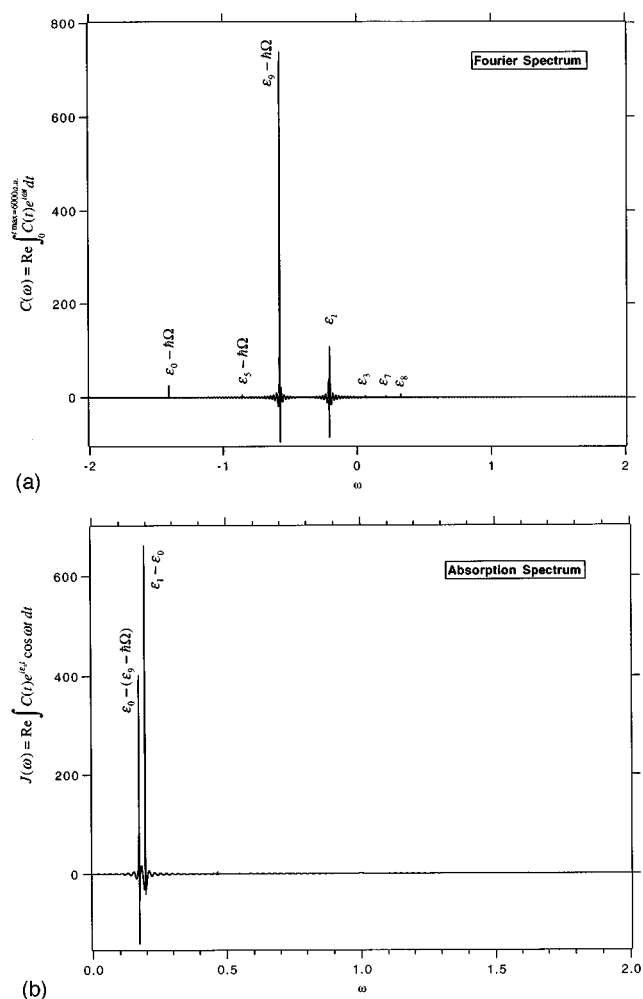 800
600
400
200
0
C(ω) = Re ∫₀^{tmax=6000a.u.} C(t)e^{iωt} dt
Fourier Spectrum
ε₉ − ℏΩ
ε₀ − ℏΩ
ε₅ − ℏΩ
ε₁
ε₃
ε₇
ε₈
-2
-1
0
1
2
ω
(a)
600
400
200
0
J(ω) = Re ∫ C(t)e^{iε₀t} cos ωt dt
Absorption Spectrum
ε₁ − ε₀
ε₀ − (ε₉ − ℏΩ)
0.0
0.5
1.0
1.5
2.0
ω
(b)